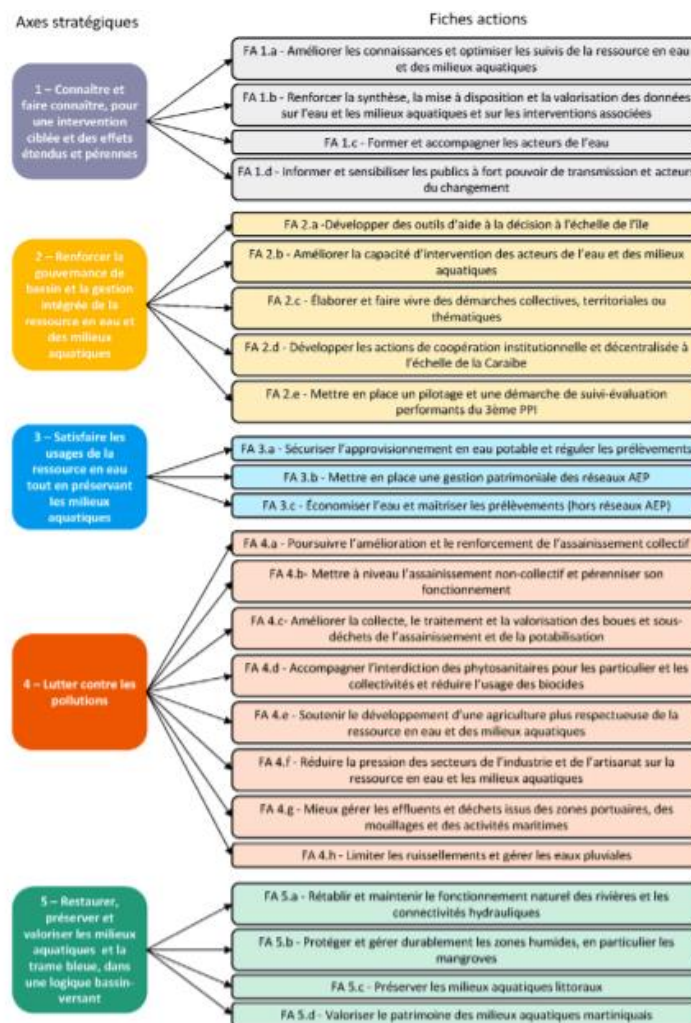 Axes stratégiques
Fiches actions
1 – Connaître et
faire connaître, pour
une intervention
ciblée et des effets
étendus et pérennes
FA 1.a - Améliorer les connaissances et optimiser les suivis de la ressource en eau
et des milieux aquatiques
FA 1.b - Renforcer la synthèse, la mise à disposition et la valorisation des données
sur l'eau et les milieux aquatiques et sur les interventions associées
FA 1.c - Former et accompagner les acteurs de l'eau
FA 1.d - Informer et sensibiliser les publics à fort pouvoir de transmission et acteurs
du changement
2 – Renforcer la
gouvernance de
bassin et la gestion
intégrée de la
ressource en eau et
des milieux
aquatiques
FA 2.a -Développer des outils d'aide à la décision à l'échelle de l'île
FA 2.b - Améliorer la capacité d'intervention des acteurs de l'eau et des milieux
aquatiques
FA 2.c - Élaborer et faire vivre des démarches collectives, territoriales ou
thématiques
FA 2.d - Développer les actions de coopération institutionnelle et décentralisée à
l'échelle de la Caraïbe
FA 2.e - Mettre en place un pilotage et une démarche de suivi-évaluation
performants du 3ème PPI
3 – Satisfaire les
usages de la
ressource en eau
tout en préservant
les milieux
aquatiques
FA 3.a - Sécuriser l'approvisionnement en eau potable et réguler les prélèvements
FA 3.b - Mettre en place une gestion patrimoniale des réseaux AEP
FA 3.c - Économiser l'eau et maîtriser les prélèvements (hors réseaux AEP)
4 – Lutter contre les
pollutions
FA 4.a - Poursuivre l'amélioration et le renforcement de l'assainissement collectif
FA 4.b- Mettre à niveau l'assainissement non-collectif et pérenniser son
fonctionnement
FA 4.c- Améliorer la collecte, le traitement et la valorisation des boues et sous-
déchets de l'assainissement et de la potabilisation
FA 4.d - Accompagner l'interdiction des phytosanitaires pour les particulier et les
collectivités et réduire l'usage des biocides
FA 4.e - Soutenir le développement d'une agriculture plus respectueuse de la
ressource en eau et des milieux aquatiques
FA 4.f - Réduire la pression des secteurs de l'industrie et de l'artisanat sur la
ressource en eau et les milieux aquatiques
FA 4.g - Mieux gérer les effluents et déchets issus des zones portuaires, des
mouillages et des activités maritimes
FA 4.h - Limiter les ruissellements et gérer les eaux pluviales
5 – Restaurer,
préserver et
valoriser les milieux
aquatiques et la
trame bleue, dans
une logique bassin-
versant
FA 5.a - Rétablir et maintenir le fonctionnement naturel des rivières et les
connectivités hydrauliques
FA 5.b - Protéger et gérer durablement les zones humides, en particulier les
mangroves
FA 5.c - Préserver les milieux aquatiques littoraux
FA 5.d - Valoriser le patrimoine des milieux aquatiques martiniquais